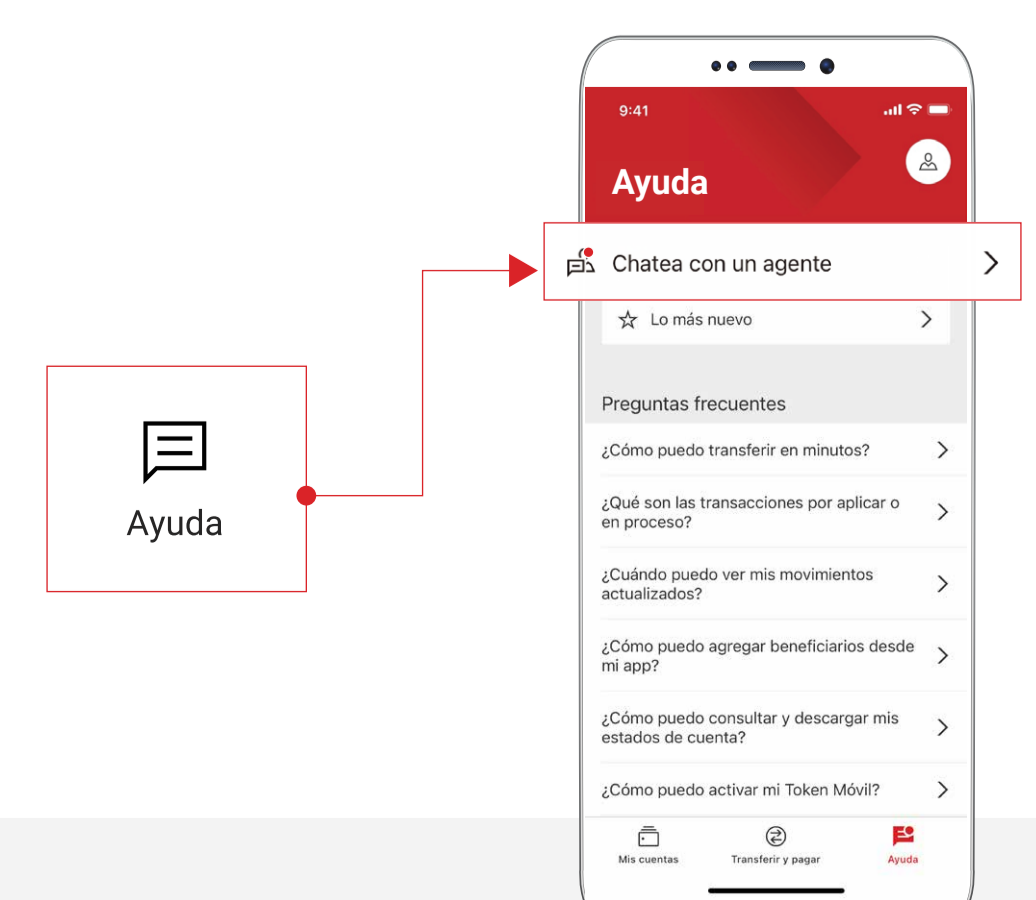 9:41
Ayuda
Chatea con un agente
Lo más nuevo
Ayuda
Preguntas frecuentes
¿Cómo puedo transferir en minutos?
¿Qué son las transacciones por aplicar o
en proceso?
¿Cuándo puedo ver mis movimientos
actualizados?
¿Cómo puedo agregar beneficiarios desde
mi app?
¿Cómo puedo consultar y descargar mis
estados de cuenta?
¿Cómo puedo activar mi Token Móvil?
Mis cuentas
Transferir y pagar
Ayuda